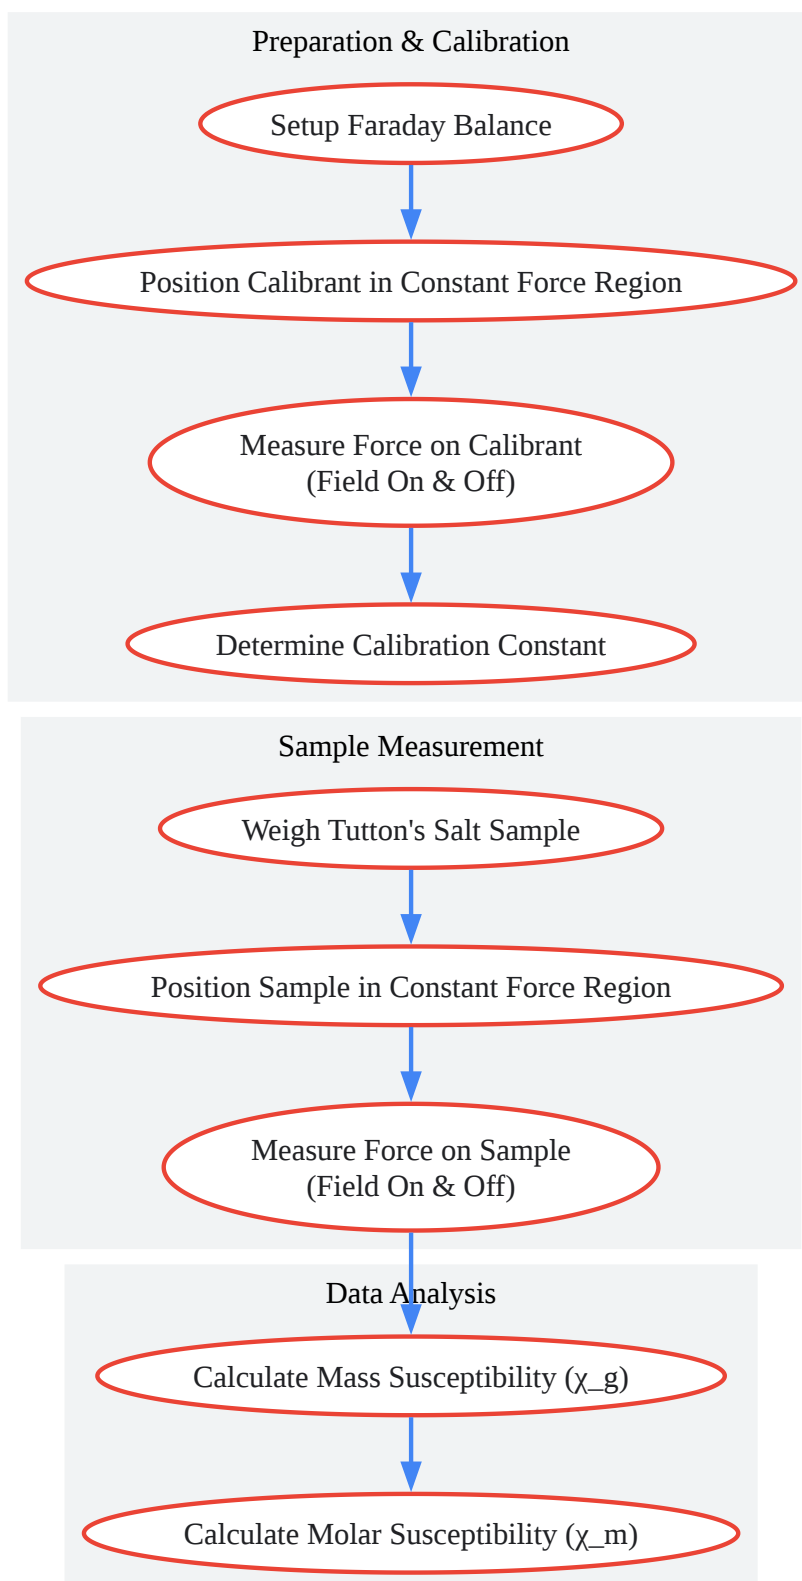 Preparation & Calibration
Setup Faraday Balance
Position Calibrant in Constant Force Region
Measure Force on Calibrant
(Field On & Off)
Determine Calibration Constant
Sample Measurement
Weigh Tutton's Salt Sample
Position Sample in Constant Force Region
Measure Force on Sample
(Field On & Off)
Data Analysis
Calculate Mass Susceptibility (χ_g)
Calculate Molar Susceptibility (χ_m)